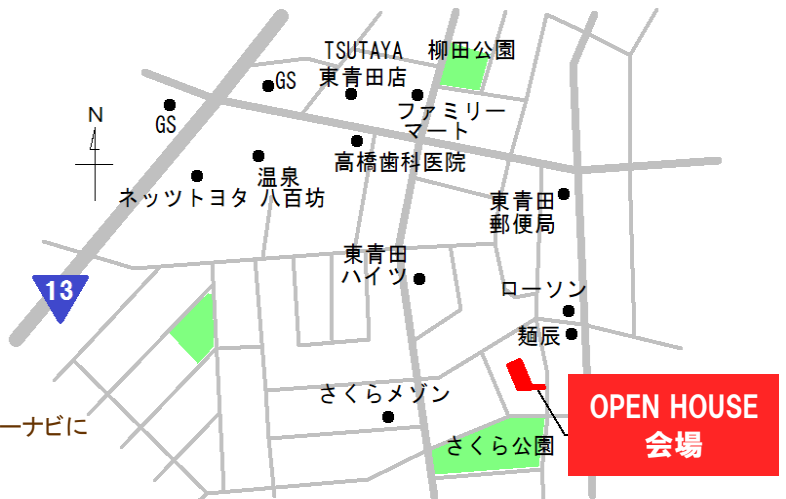 TSUTAYA
東青田店
柳田公園
GS
GS
ファミリー
マート
N
高橋歯科医院
温泉
八百坊
ネッツトヨタ
東青田
郵便局
東青田
ハイツ
13
ローソン
麺辰
さくらメゾン
OPEN HOUSE
会場
ーナビに
さくら公園